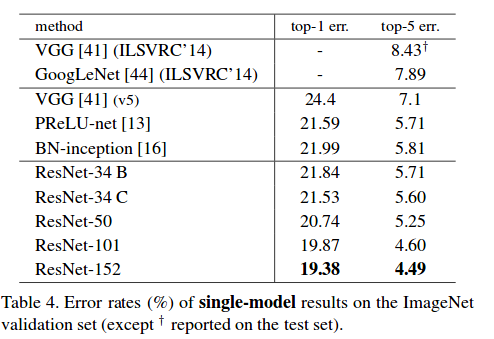 method top-1 err. top-5 err.
VGG [41] (ILSVRC'14) - 8.43†
GoogLeNet [44] (ILSVRC'14) - 7.89
VGG [41] (v5) 24.4 7.1
PReLU-net [13] 21.59 5.71
BN-inception [16] 21.99 5.81
ResNet-34 B 21.84 5.71
ResNet-34 C 21.53 5.60
ResNet-50 20.74 5.25
ResNet-101 19.87 4.60
ResNet-152 19.38 4.49
Table 4. Error rates (%) of single-model results on the ImageNet
validation set (except † reported on the test set).